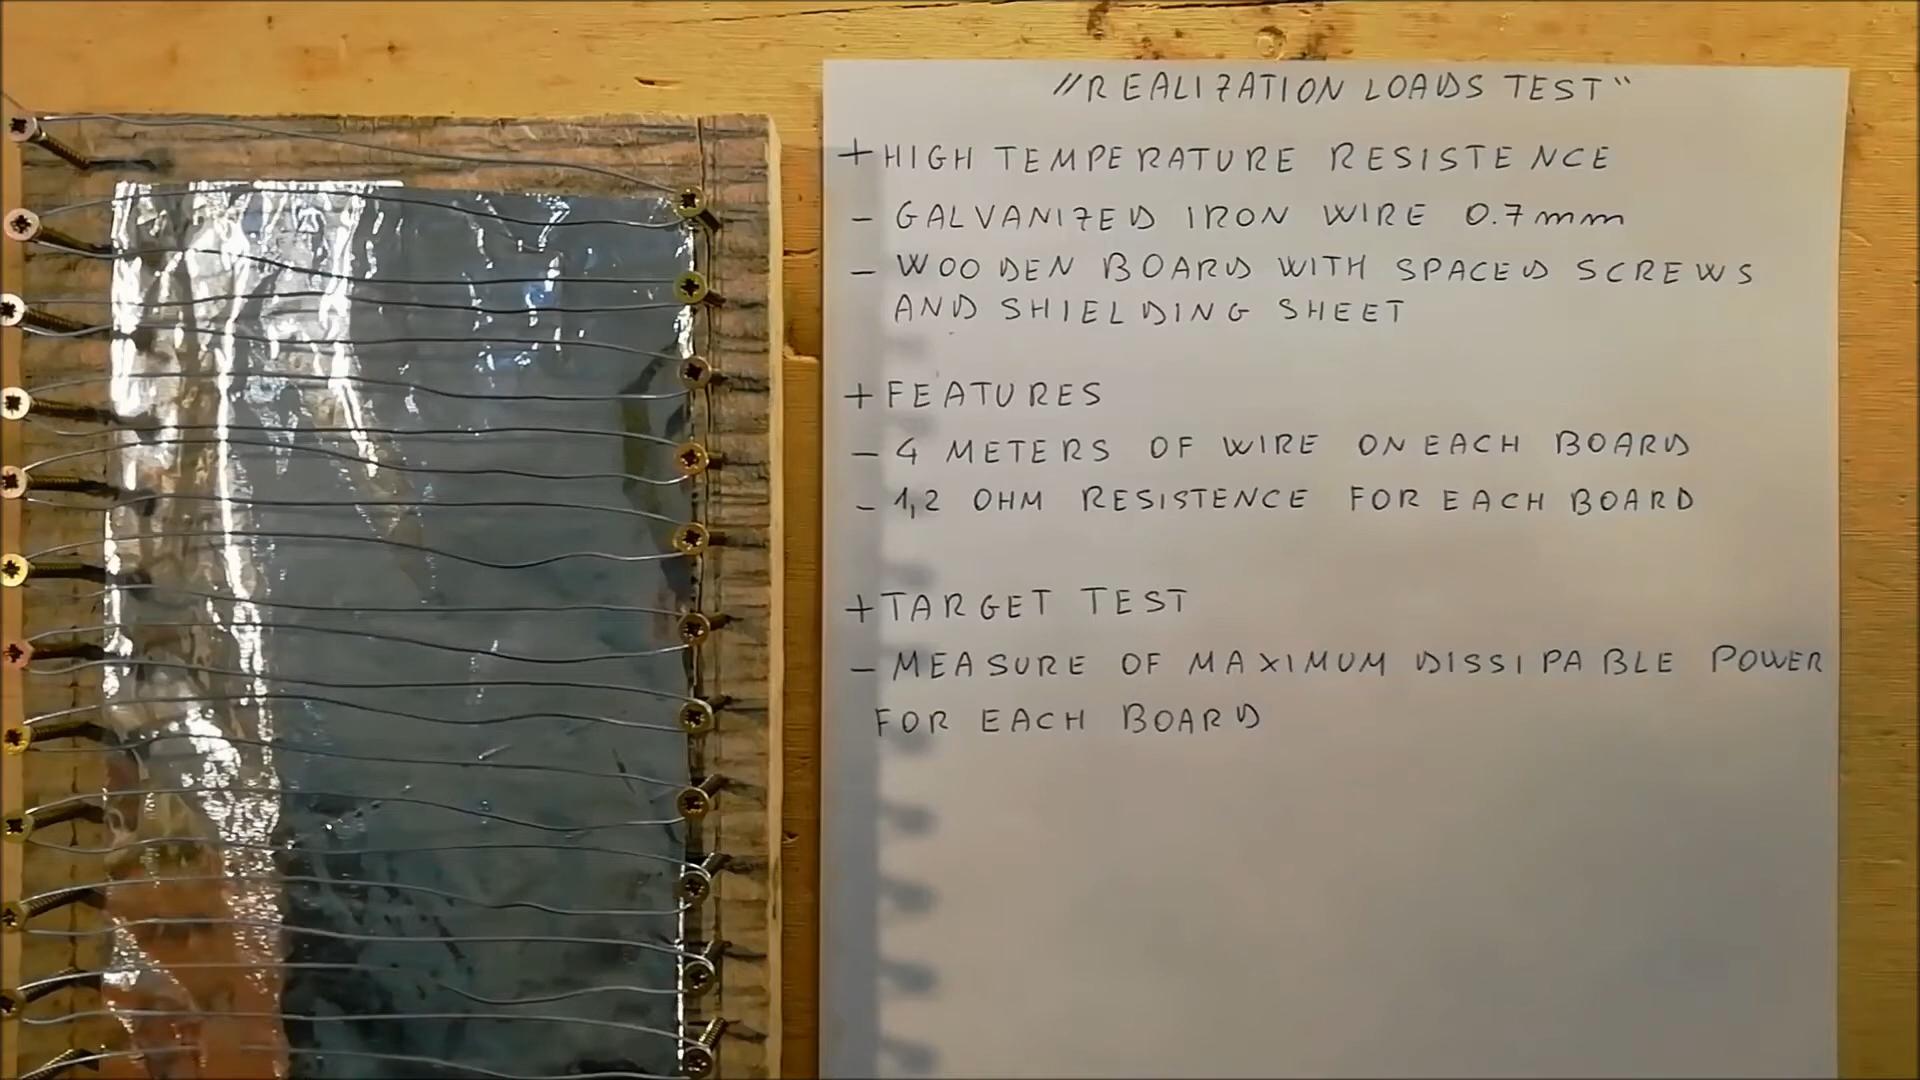 "REALIZATION LOADS TEST"
+ HIGH TEMPERATURE RESISTENCE
- GALVANIZED IRON WIRE 0.7mm
- WOODEN BOARD WITH SPACED SCREWS
AND SHIELDING SHEET
+ FEATURES
- 4 METERS OF WIRE ON EACH BOARD
- 1,2 OHM RESISTENCE FOR EACH BOARD
+ TARGET TEST
- MEASURE OF MAXIMUM DISSIPABLE POWER
FOR EACH BOARD